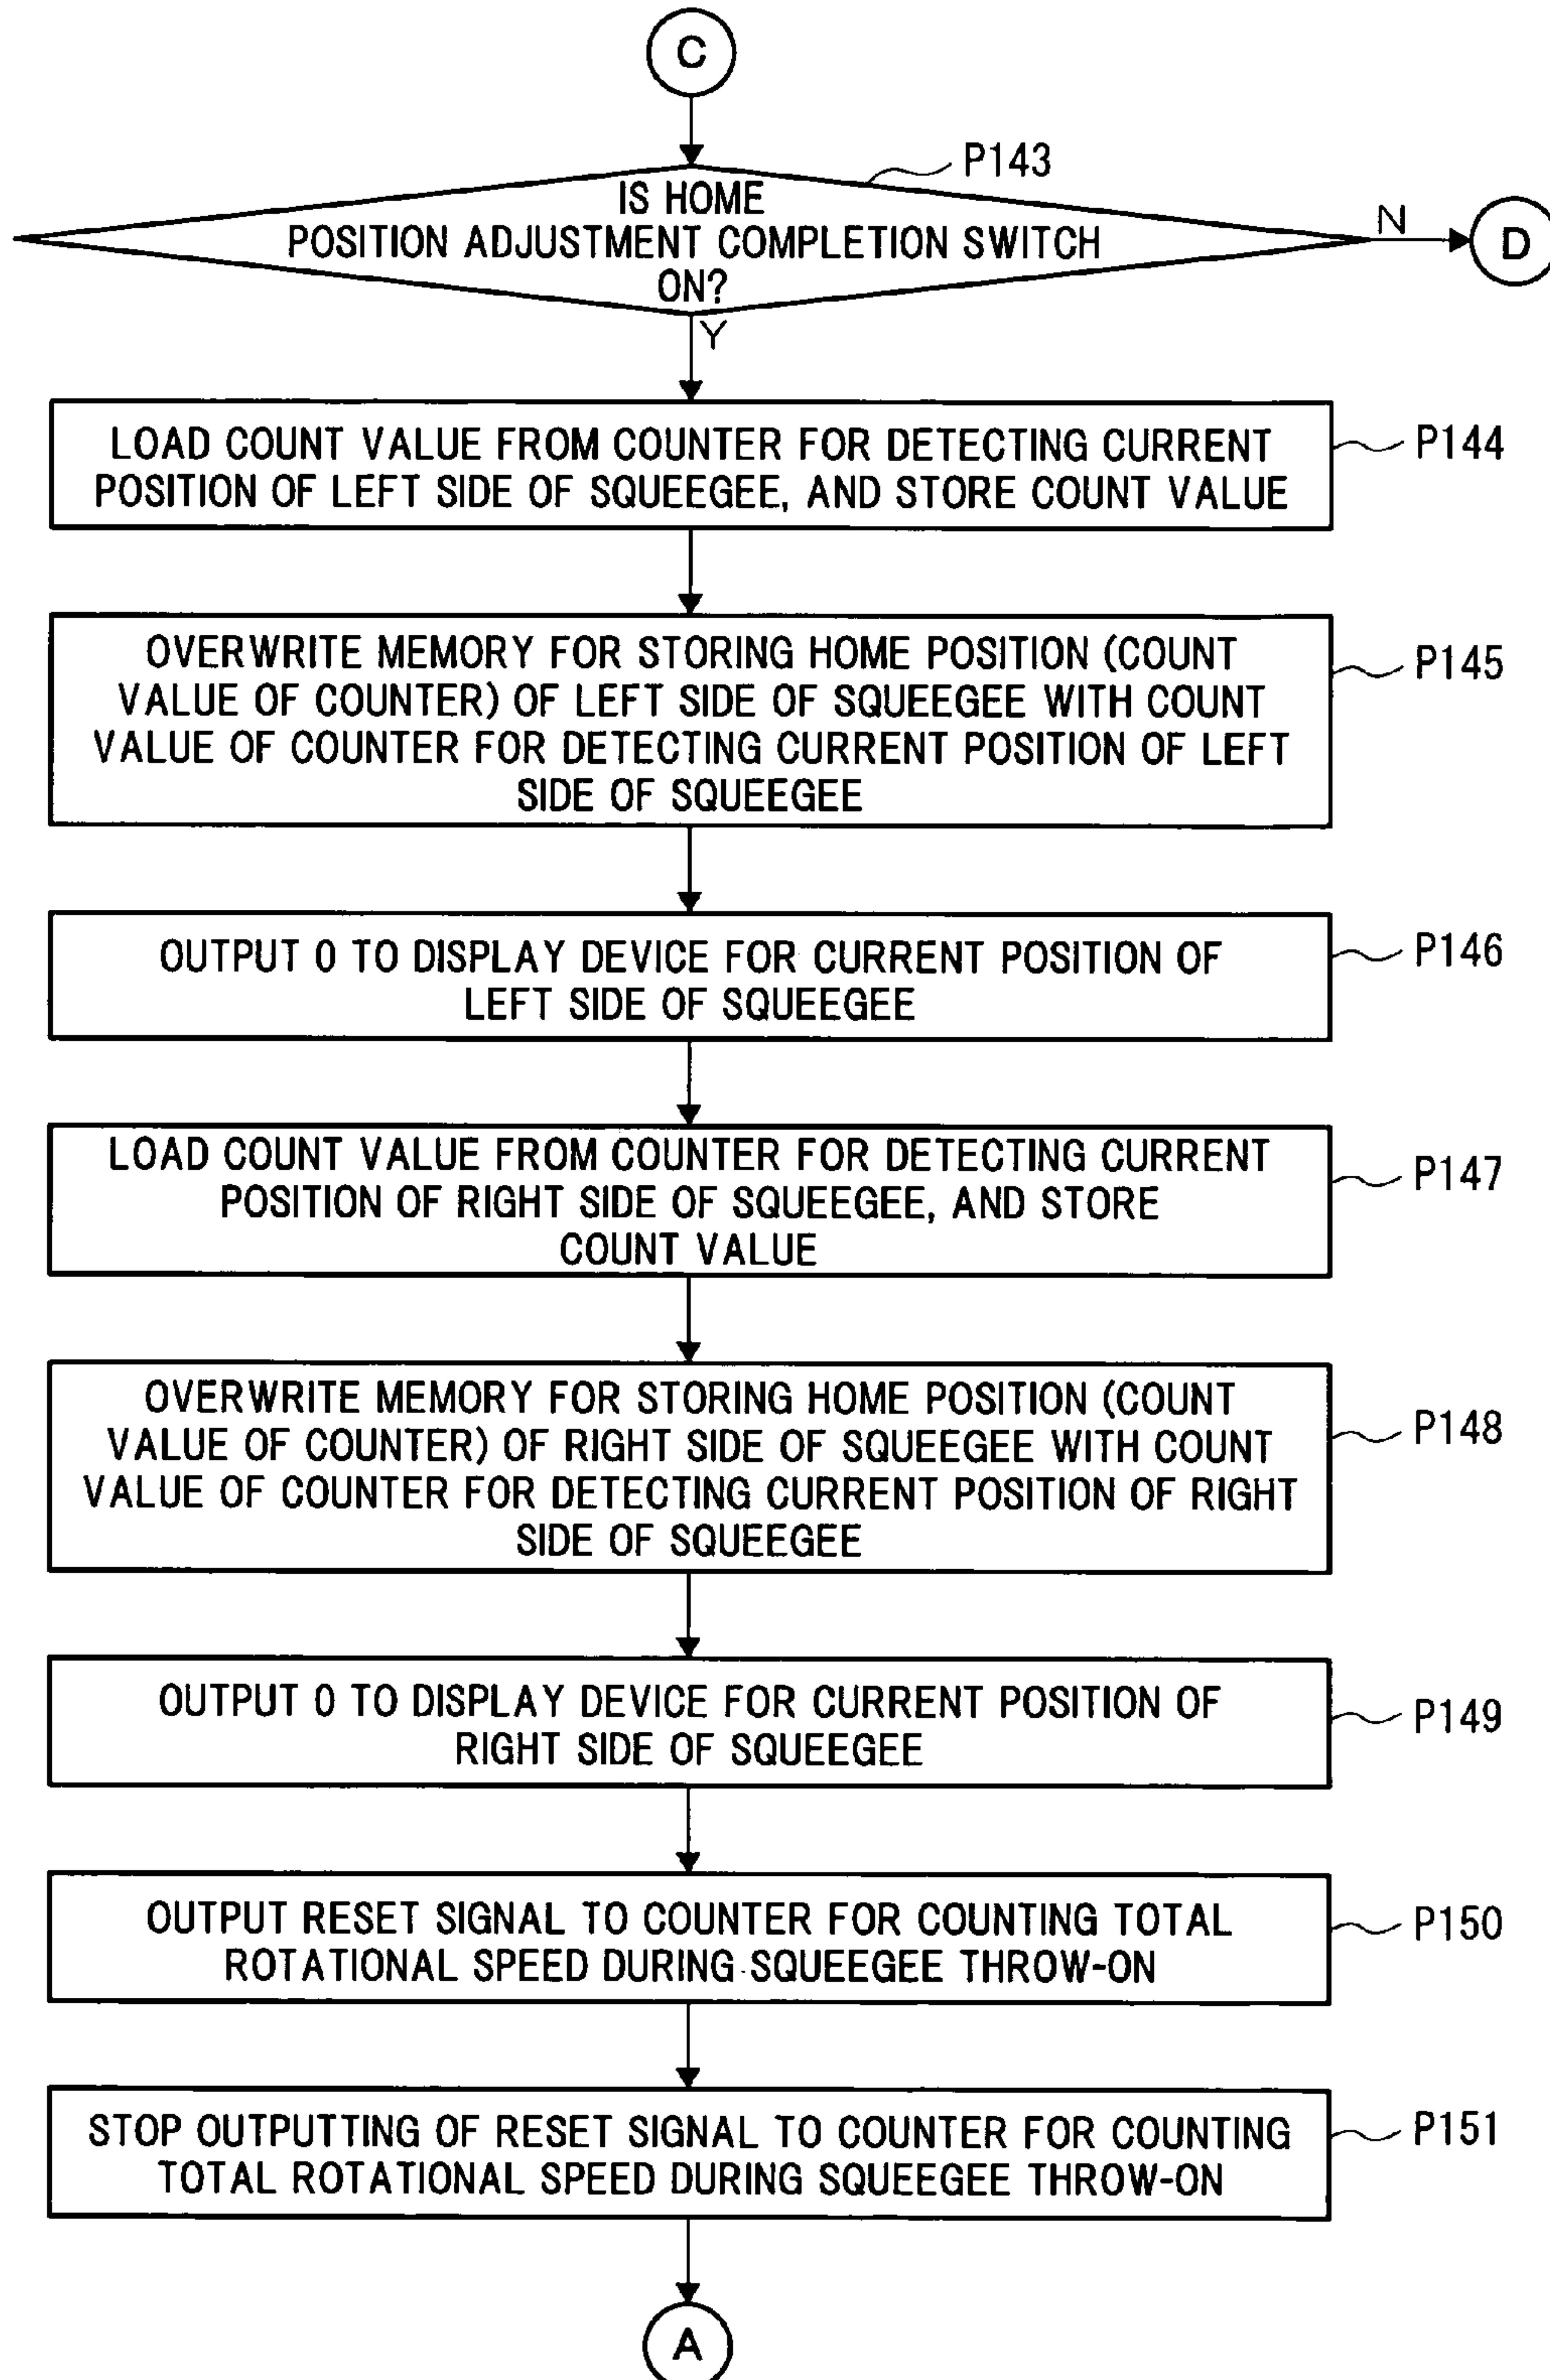 C
P143
IS HOME
POSITION ADJUSTMENT COMPLETION SWITCH
ON?
N
D
Y
LOAD COUNT VALUE FROM COUNTER FOR DETECTING CURRENT
POSITION OF LEFT SIDE OF SQUEEGEE, AND STORE COUNT VALUE
P144
OVERWRITE MEMORY FOR STORING HOME POSITION (COUNT
VALUE OF COUNTER) OF LEFT SIDE OF SQUEEGEE WITH COUNT
VALUE OF COUNTER FOR DETECTING CURRENT POSITION OF LEFT
SIDE OF SQUEEGEE
P145
OUTPUT 0 TO DISPLAY DEVICE FOR CURRENT POSITION OF
LEFT SIDE OF SQUEEGEE
P146
LOAD COUNT VALUE FROM COUNTER FOR DETECTING CURRENT
POSITION OF RIGHT SIDE OF SQUEEGEE, AND STORE
COUNT VALUE
P147
OVERWRITE MEMORY FOR STORING HOME POSITION (COUNT
VALUE OF COUNTER) OF RIGHT SIDE OF SQUEEGEE WITH COUNT
VALUE OF COUNTER FOR DETECTING CURRENT POSITION OF RIGHT
SIDE OF SQUEEGEE
P148
OUTPUT 0 TO DISPLAY DEVICE FOR CURRENT POSITION OF
RIGHT SIDE OF SQUEEGEE
P149
OUTPUT RESET SIGNAL TO COUNTER FOR COUNTING TOTAL
ROTATIONAL SPEED DURING SQUEEGEE THROW-ON
P150
STOP OUTPUTTING OF RESET SIGNAL TO COUNTER FOR COUNTING
TOTAL ROTATIONAL SPEED DURING SQUEEGEE THROW-ON
P151
A